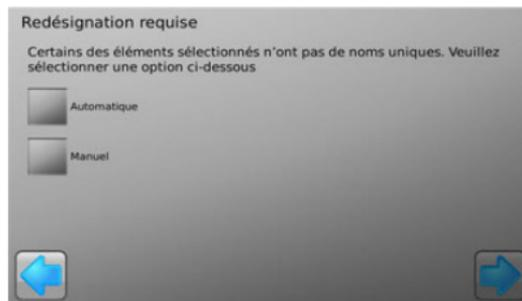 Redésignation requise
Certains des éléments sélectionnés n'ont pas de noms uniques. Veuillez
sélectionner une option ci-dessous
Automatique
Manuel